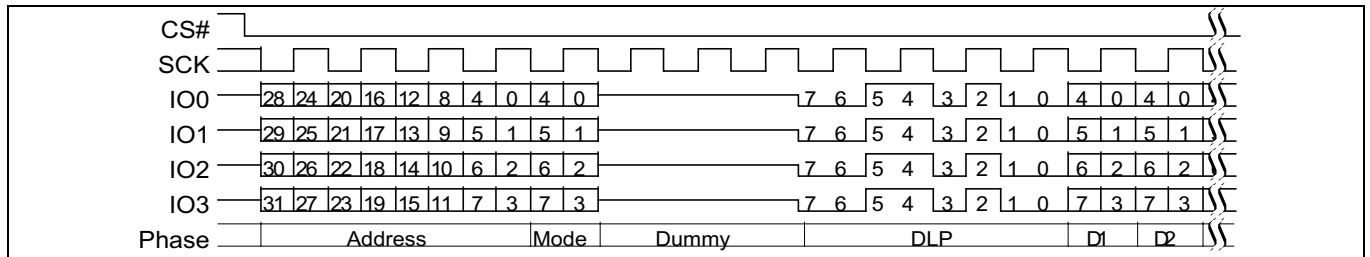 CS#
SCK
IO0 28 24 20 16 12 8 4 0 4 0 7 6 5 4 3 2 1 0 4 0 4 0
IO1 29 25 21 17 13 9 5 1 5 1 7 6 5 4 3 2 1 0 5 1 5 1
IO2 30 26 22 18 14 10 6 2 6 2 7 6 5 4 3 2 1 0 6 2 6 2
IO3 31 27 23 19 15 11 7 3 7 3 7 6 5 4 3 2 1 0 7 3 7 3
Phase Address Mode Dummy DLP D1 D2